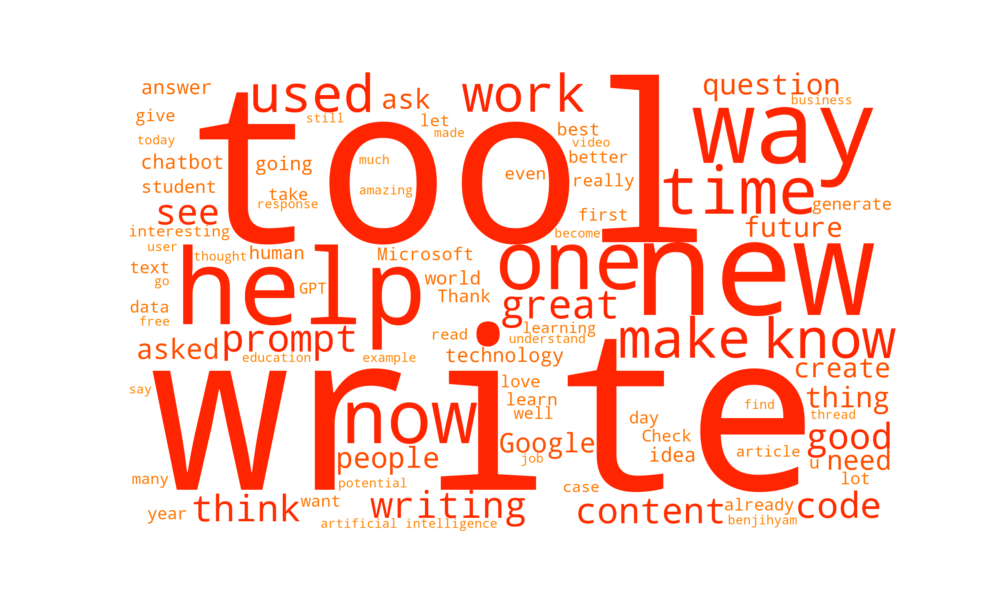 answer used ask work question
business
give still let made best way
today video
chatbot going much better
student take amazing even really time
see response first generate
interesting become future
user thought human Microsoft one new
text help GPT world
go Thank great
data
free prompt read learning make know
asked understand
education example technology create
say write love find thing
now learn thread
well day good
Google Check
people job idea article u need
many potential case lot
year think want writing content already code
artificial intelligence benjihyam
tool